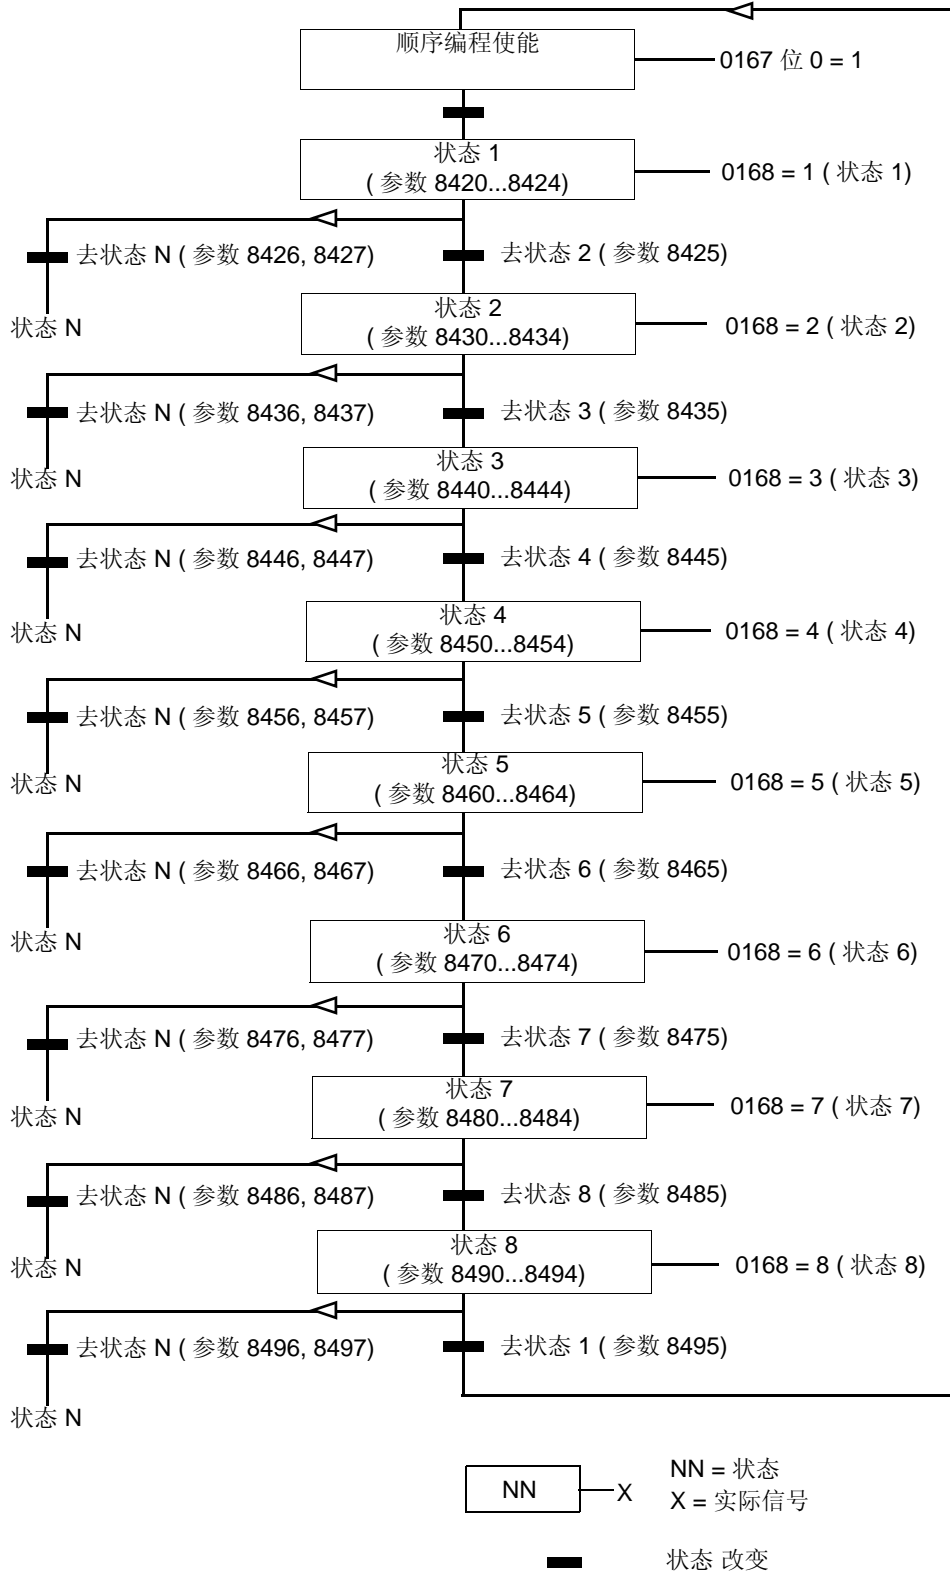 顺序编程使能
0167 位 0 = 1
状态 1
( 参数 8420...8424)
0168 = 1 ( 状态 1)
去状态 N ( 参数 8426, 8427)
去状态 2 ( 参数 8425)
状态 N
状态 2
( 参数 8430...8434)
0168 = 2 ( 状态 2)
去状态 N ( 参数 8436, 8437)
去状态 3 ( 参数 8435)
状态 N
状态 3
( 参数 8440...8444)
0168 = 3 ( 状态 3)
去状态 N ( 参数 8446, 8447)
去状态 4 ( 参数 8445)
状态 N
状态 4
( 参数 8450...8454)
0168 = 4 ( 状态 4)
去状态 N ( 参数 8456, 8457)
去状态 5 ( 参数 8455)
状态 N
状态 5
( 参数 8460...8464)
0168 = 5 ( 状态 5)
去状态 N ( 参数 8466, 8467)
去状态 6 ( 参数 8465)
状态 N
状态 6
( 参数 8470...8474)
0168 = 6 ( 状态 6)
去状态 N ( 参数 8476, 8477)
去状态 7 ( 参数 8475)
状态 N
状态 7
( 参数 8480...8484)
0168 = 7 ( 状态 7)
去状态 N ( 参数 8486, 8487)
去状态 8 ( 参数 8485)
状态 N
状态 8
( 参数 8490...8494)
0168 = 8 ( 状态 8)
去状态 N ( 参数 8496, 8497)
去状态 1 ( 参数 8495)
状态 N
NN
X
NN = 状态
X = 实际信号
状态 改变